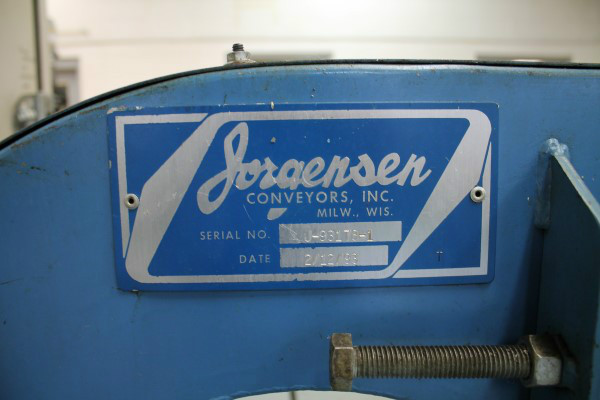 Jorgensen
CONVEYORS, INC.
MILW., WIS.
SERIAL NO.
DATE
T